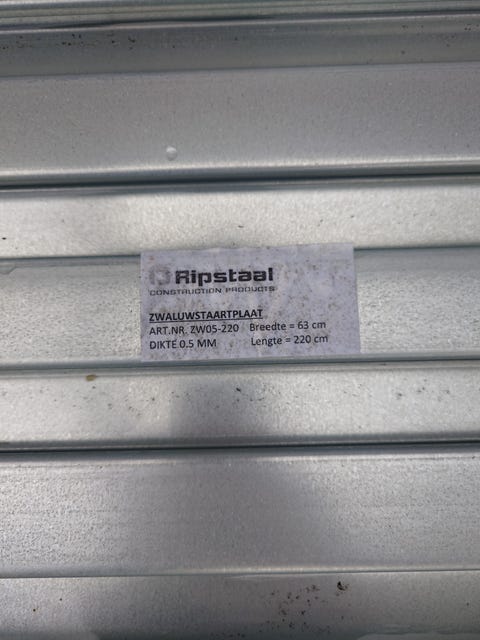 Ripstaal
CONSTRUCTION PRODUCTS
ZWALUWSTAARTPLAAT
ART.NR. ZW05-220 Breedte = 63 cm
DIKTE 0.5 MM Lengte = 220 cm